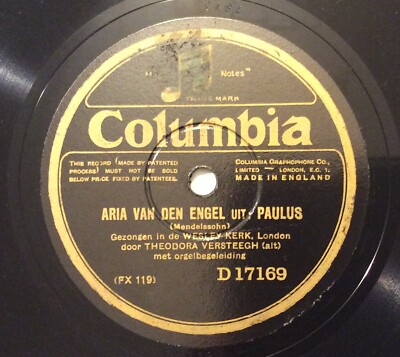 Notes"
TRADE MARK
Columbia
THIS RECORD (MADE BY PATENTED
PROCESS) MUST NOT BE SOLD
BELOW PRICE FIXED BY PATENTEES.
COLUMBIA GRAPHOPHONE CO.,
LIMITED — LONDON, E.C. 1.
MADE IN ENGLAND
ARIA VAN DEN ENGEL UIT: PAULUS
(Mendelssohn)
Gezongen in de WESLEY KERK, London
door THEODORA VERSTEEGH (alt)
met orgelbegeleiding
(FX 119)
D 17169